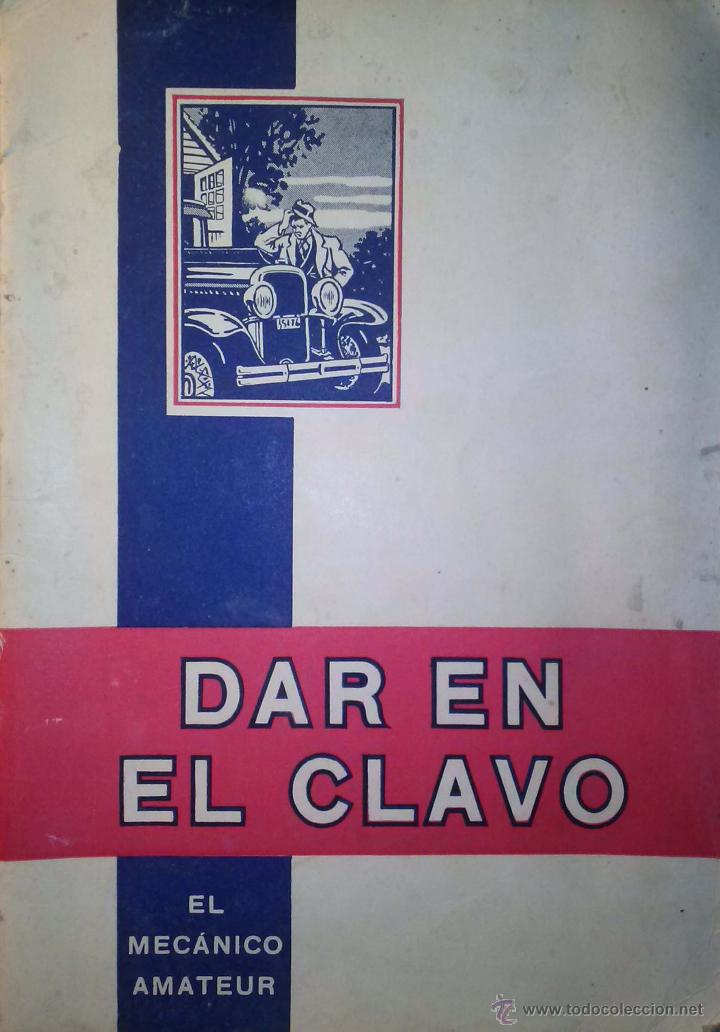 DAR EN
EL CLAVO
EL
MECÁNICO
AMATEUR
www.todocoleccion.net